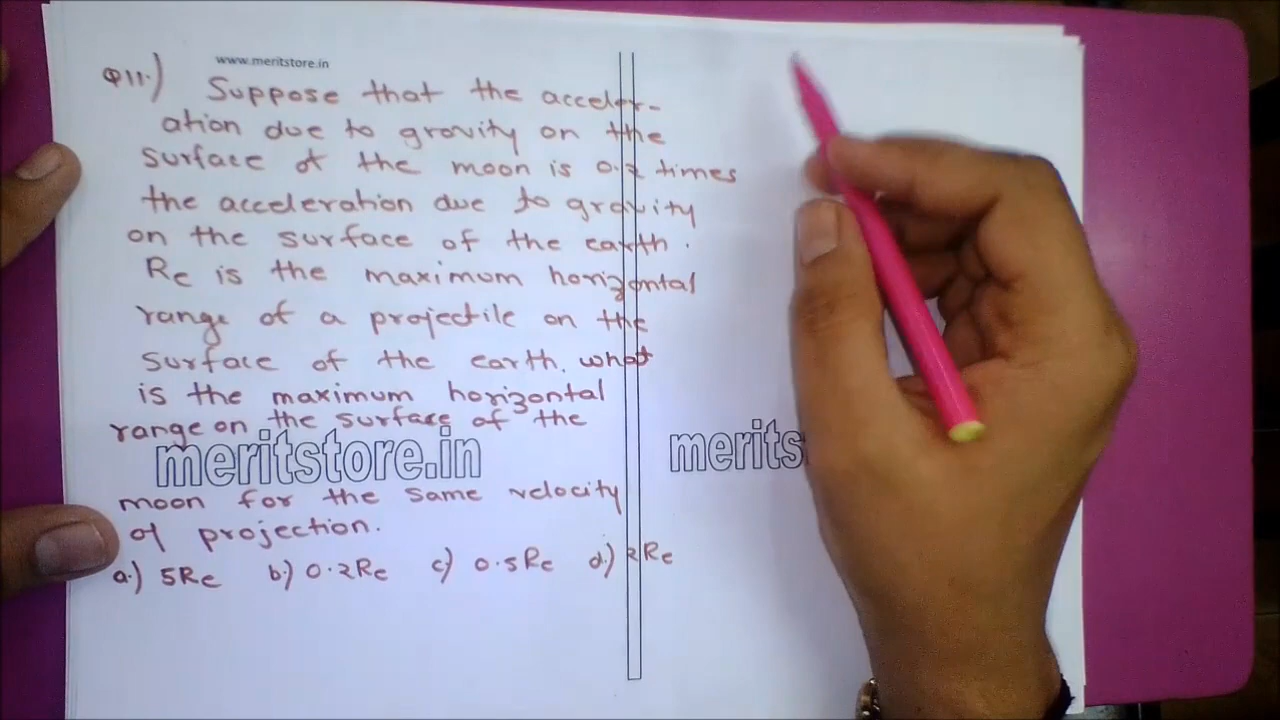 www.meritstore.in
Q11.) Suppose that the acceler-
ation due to gravity on the
surface of the moon is 0.2 times
the acceleration due to gravity
on the surface of the earth.
Re is the maximum horizontal
range of a projectile on the
surface of the earth. what
is the maximum horizontal
range on the surface of the
meritstore.in merits
moon for the same velocity
of projection.
a.) 5Re b.) 0.2Re c) 0.5Re d.) 2Re